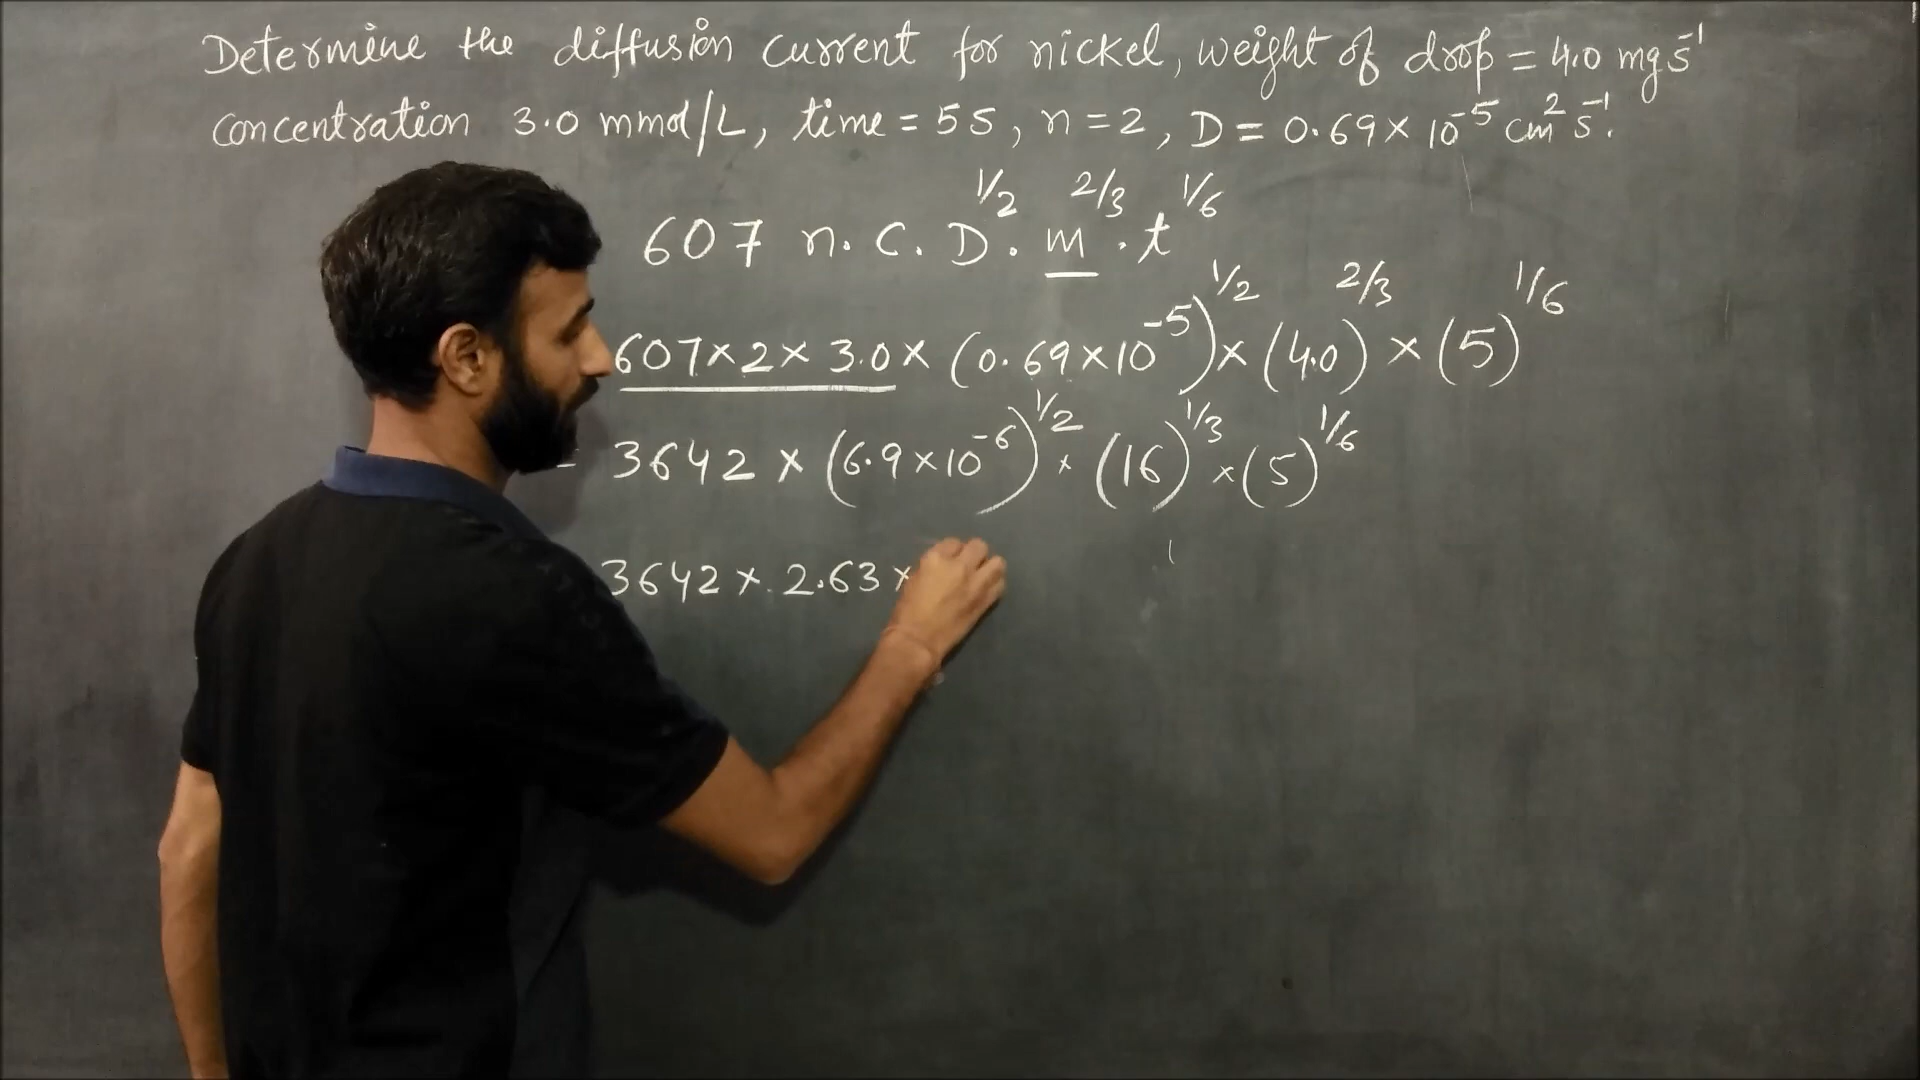 Determine the diffusion current for nickel, weight of drop = 4.0 mg s⁻¹
concentration 3.0 mmol/L, time = 5 s, n = 2, D = 0.69 × 10⁻⁵ cm² s⁻¹.
607 n. C. D^1/2 . m^2/3 . t^1/6
607 × 2 × 3.0 × (0.69 × 10⁻⁵)^1/2 × (4.0)^2/3 × (5)^1/6
= 3642 × (6.9 × 10⁻⁶)^1/2 × (16)^1/3 × (5)^1/6
3642 × 2.63 ×